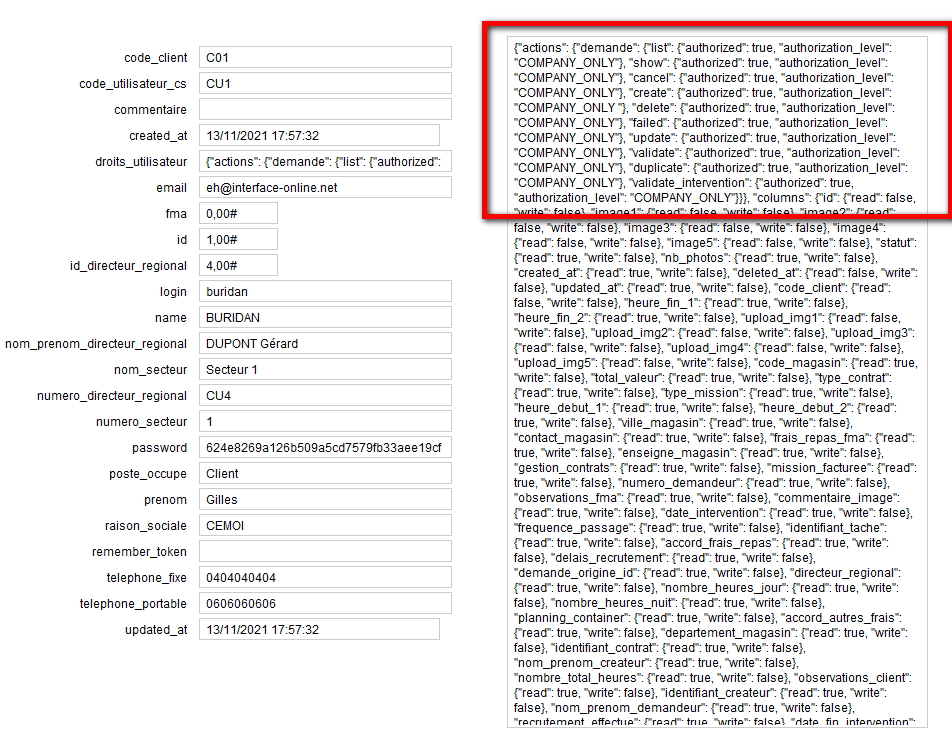 code_client C01
code_utilisateur_cs CU1
commentaire
created_at 13/11/2021 17:57:32
droits_utilisateur {"actions": {"demande": {"list": {"authorized":
email eh@interface-online.net
fma 0,00#
id 1,00#
id_directeur_regional 4,00#
login buridan
name BURIDAN
nom_prenom_directeur_regional DUPONT Gérard
nom_secteur Secteur 1
numero_directeur_regional CU4
numero_secteur 1
password 624e8269a126b509a5cd7579fb33aee19cf
poste_occupe Client
prenom Gilles
raison_sociale CEMOI
remember_token
telephone_fixe 0404040404
telephone_portable 0606060606
updated_at 13/11/2021 17:57:32
{"actions": {"demande": {"list": {"authorized": true, "authorization_level":
"COMPANY_ONLY"}, "show": {"authorized": true, "authorization_level":
"COMPANY_ONLY"}, "cancel": {"authorized": true, "authorization_level":
"COMPANY_ONLY"}, "create": {"authorized": true, "authorization_level":
"COMPANY_ONLY "}, "delete": {"authorized": true, "authorization_level":
"COMPANY_ONLY"}, "failed": {"authorized": true, "authorization_level":
"COMPANY_ONLY"}, "update": {"authorized": true, "authorization_level":
"COMPANY_ONLY"}, "validate": {"authorized": true, "authorization_level":
"COMPANY_ONLY"}, "duplicate": {"authorized": true, "authorization_level":
"COMPANY_ONLY"}, "validate_intervention": {"authorized": true,
"authorization_level": "COMPANY_ONLY"}}}, "columns": {"id": {"read": false,
"write": false}, "image1": {"read": false, "write": false}, "image2": {"read":
false, "write": false}, "image3": {"read": false, "write": false}, "image4":
{"read": false, "write": false}, "image5": {"read": false, "write": false}, "statut":
{"read": true, "write": false}, "nb_photos": {"read": true, "write": false},
"created_at": {"read": true, "write": false}, "deleted_at": {"read": false, "write":
false}, "updated_at": {"read": true, "write": false}, "code_client": {"read":
false, "write": false}, "heure_fin_1": {"read": true, "write": false},
"heure_fin_2": {"read": true, "write": false}, "upload_img1": {"read": false,
"write": false}, "upload_img2": {"read": false, "write": false}, "upload_img3":
{"read": false, "write": false}, "upload_img4": {"read": false, "write": false},
"upload_img5": {"read": false, "write": false}, "code_magasin": {"read": true,
"write": false}, "total_valeur": {"read": true, "write": false}, "type_contrat":
{"read": true, "write": false}, "type_mission": {"read": true, "write": false},
"heure_debut_1": {"read": true, "write": false}, "heure_debut_2": {"read":
true, "write": false}, "ville_magasin": {"read": true, "write": false},
"contact_magasin": {"read": true, "write": false}, "frais_repas_fma": {"read":
true, "write": false}, "enseigne_magasin": {"read": true, "write": false},
"gestion_contrats": {"read": true, "write": false}, "mission_facturee": {"read":
true, "write": false}, "numero_demandeur": {"read": true, "write": false},
"observations_fma": {"read": true, "write": false}, "commentaire_image":
{"read": true, "write": false}, "date_intervention": {"read": true, "write": false},
"frequence_passage": {"read": true, "write": false}, "identifiant_tache":
{"read": true, "write": false}, "accord_frais_repas": {"read": true, "write":
false}, "delais_recrutement": {"read": true, "write": false},
"demande_origine_id": {"read": true, "write": false}, "directeur_regional":
{"read": true, "write": false}, "nombre_heures_jour": {"read": true, "write":
false}, "nombre_heures_nuit": {"read": true, "write": false},
"planning_container": {"read": true, "write": false}, "accord_autres_frais":
{"read": true, "write": false}, "departement_magasin": {"read": true, "write":
false}, "identifiant_contrat": {"read": true, "write": false},
"nom_prenom_createur": {"read": true, "write": false},
"nombre_total_heures": {"read": true, "write": false}, "observations_client":
{"read": true, "write": false}, "identifiant_createur": {"read": true, "write":
false}, "nom_prenom_demandeur": {"read": true, "write": false},
"recrutement_effectue": {"read": true, "write": false}, "date_fin_intervention":